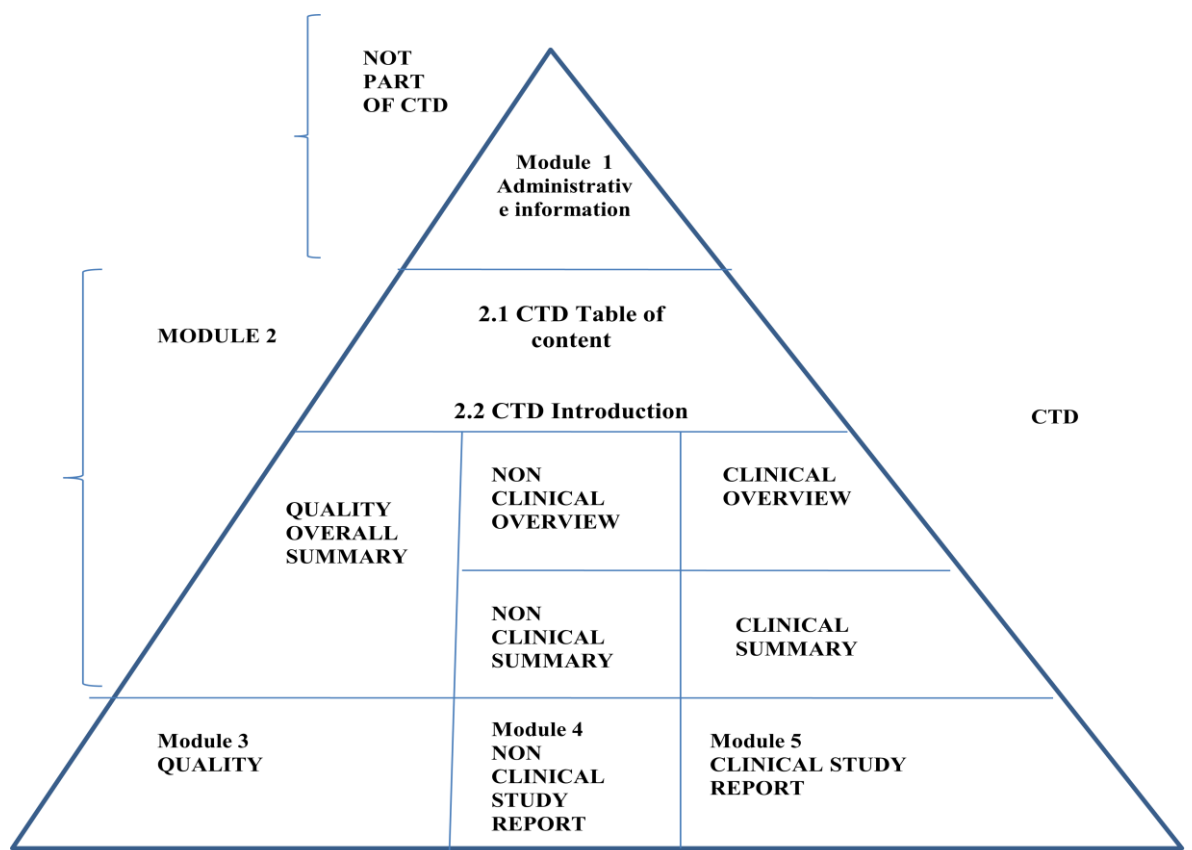 NOT
PART
OF CTD
Module 1
Administrativ
e information
2.1 CTD Table of
content
MODULE 2
2.2 CTD Introduction
CTD
QUALITY
OVERALL
SUMMARY
NON
CLINICAL
OVERVIEW
CLINICAL
OVERVIEW
NON
CLINICAL
SUMMARY
CLINICAL
SUMMARY
Module 3
QUALITY
Module 4
NON
CLINICAL
STUDY
REPORT
Module 5
CLINICAL STUDY
REPORT